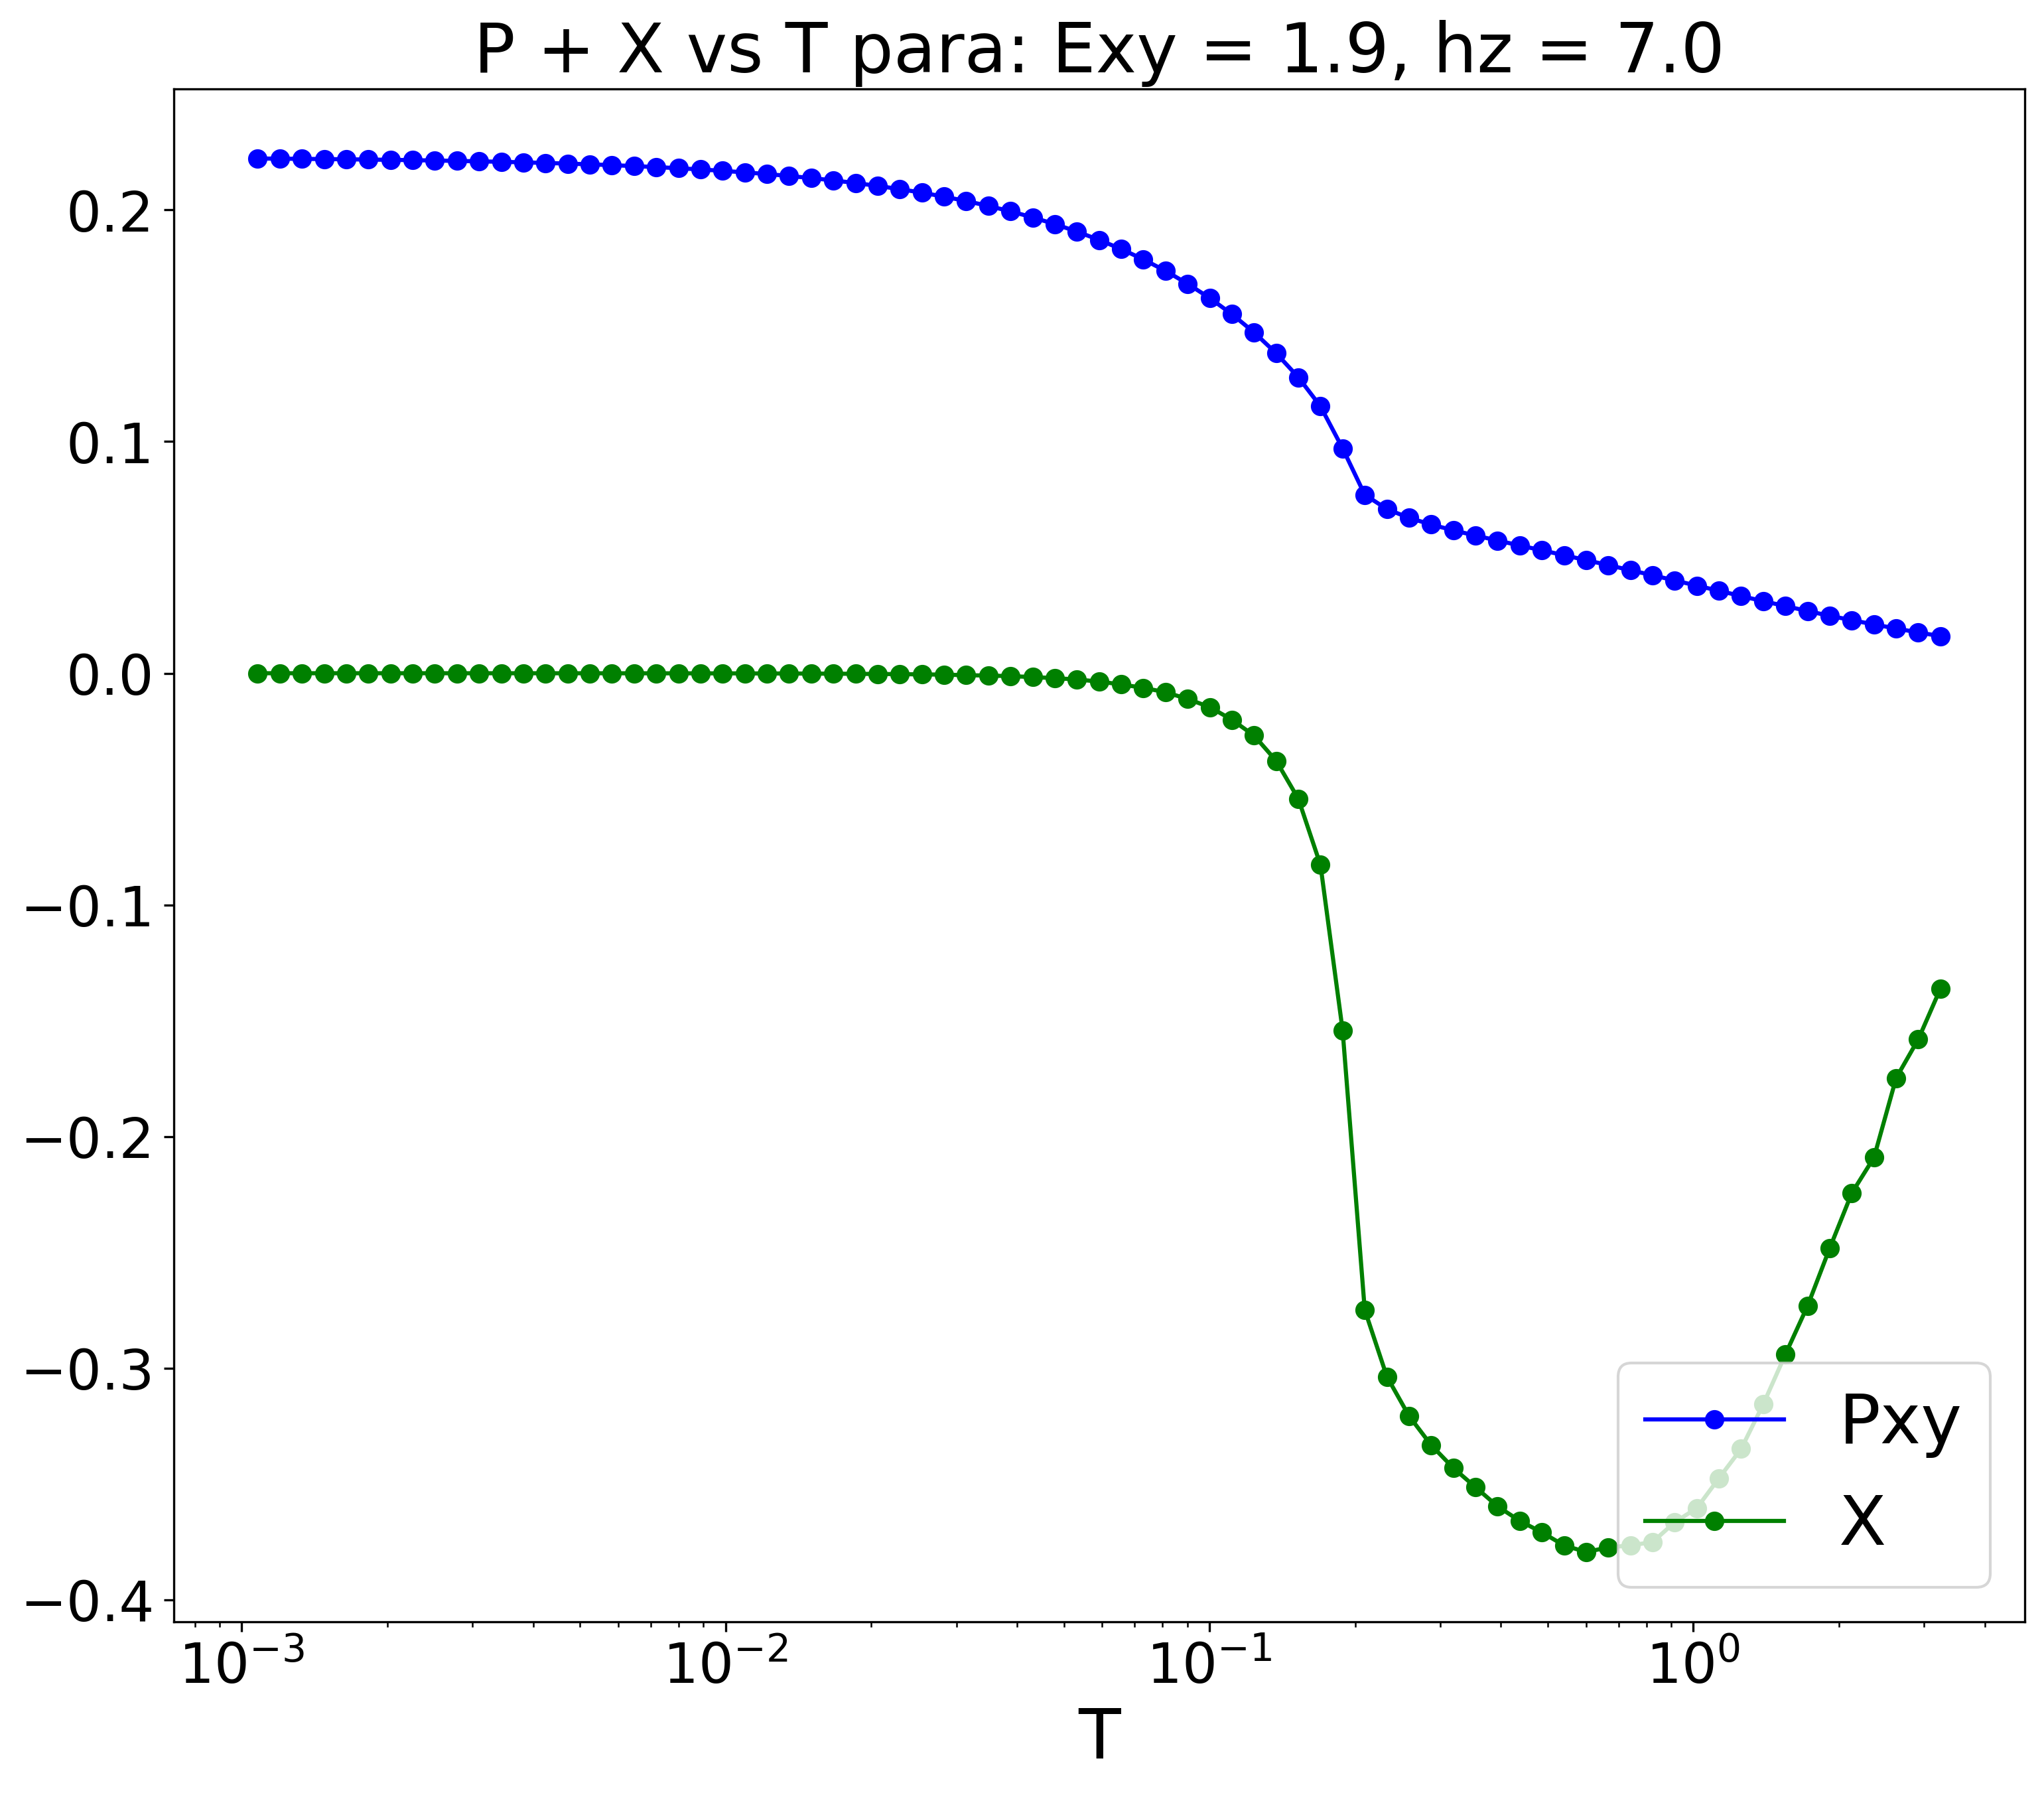 P + X vs T para: Exy = 1.9, hz = 7.0
0.2
0.1
0.0
−0.1
−0.2
−0.3
−0.4
Pxy
X
10⁻³ 10⁻² 10⁻¹ 10⁰
T